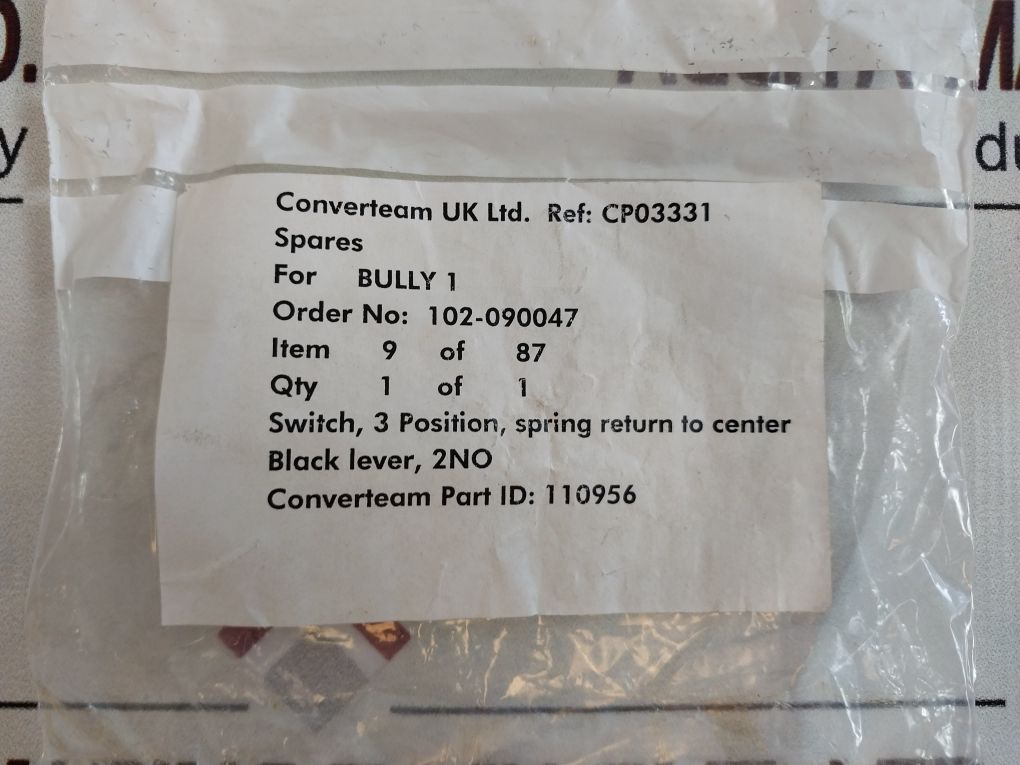 Converteam UK Ltd. Ref: CP03331
Spares
For BULLY 1
Order No: 102-090047
Item 9 of 87
Qty 1 of 1
Switch, 3 Position, spring return to center
Black lever, 2NO
Converteam Part ID: 110956